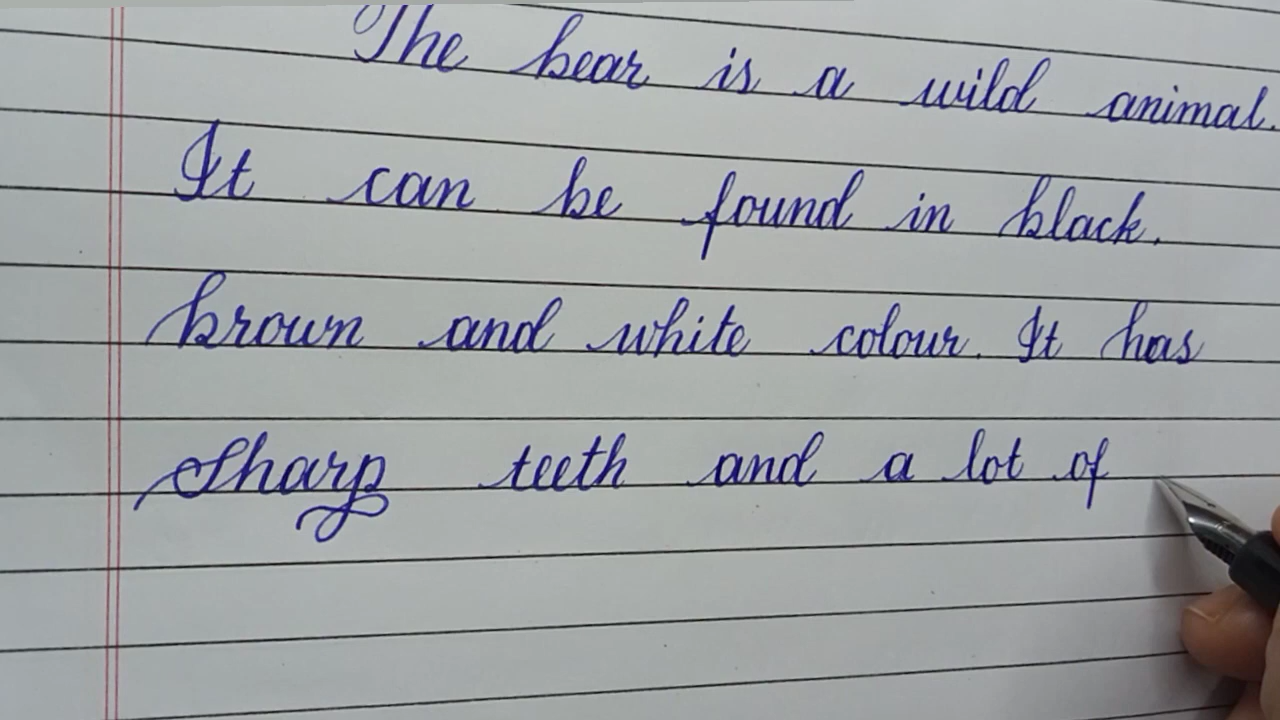 The bear is a wild animal.
It can be found in black.
brown and white colour. It has
Sharp teeth and a lot of